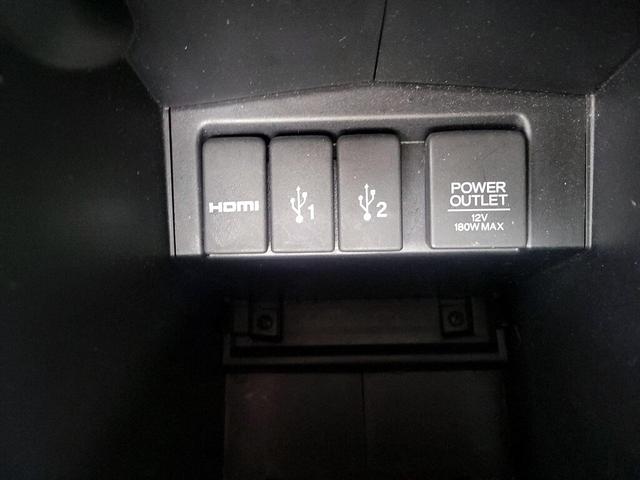 HDMI
1
2
POWER
OUTLET
12V
180W MAX